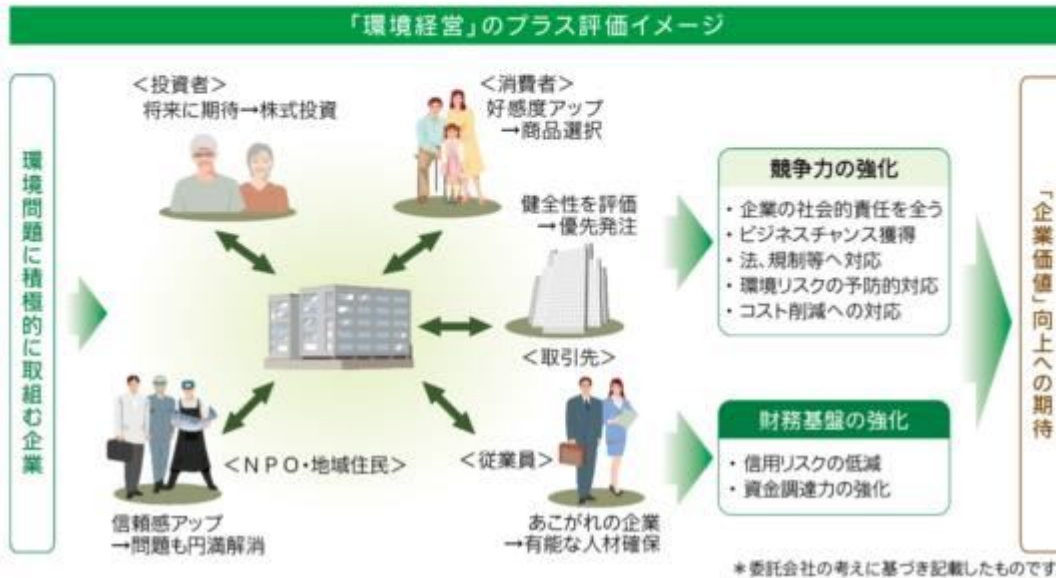 「環境経営」のプラス評価イメージ
環境問題に積極的に取組む企業
＜投資者＞
将来に期待→株式投資
＜消費者＞
好感度アップ
→商品選択
健全性を評価
→優先発注
＜取引先＞
＜ＮＰＯ・地域住民＞
信頼感アップ
→問題も円満解消
＜従業員＞
あこがれの企業
→有能な人材確保
競争力の強化
・企業の社会的責任を全う
・ビジネスチャンス獲得
・法、規制等へ対応
・環境リスクの予防的対応
・コスト削減への対応
財務基盤の強化
・信用リスクの低減
・資金調達力の強化
「企業価値」向上への期待
＊委託会社の考えに基づき記載したものです